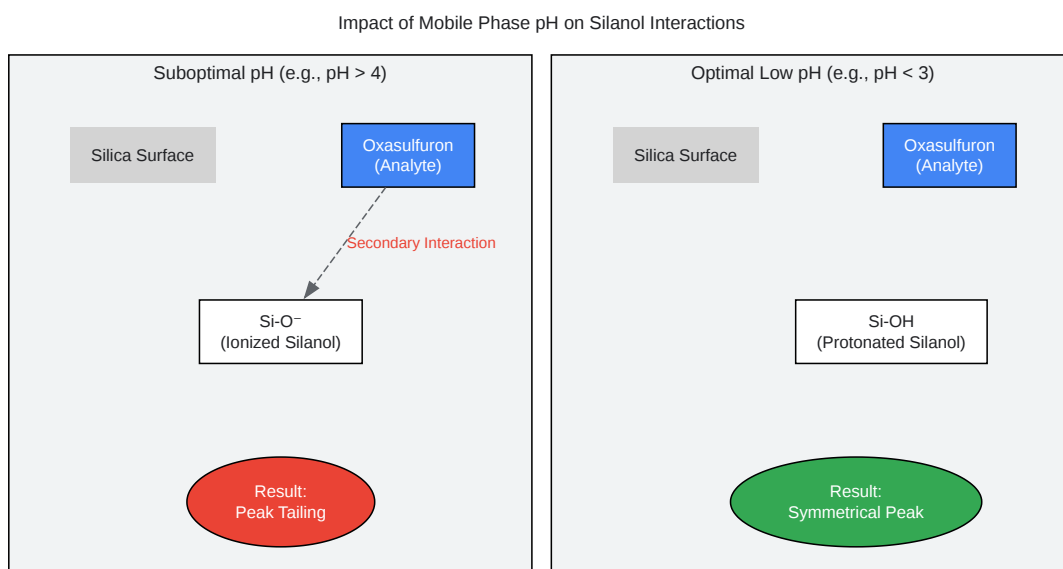 Impact of Mobile Phase pH on Silanol Interactions
Suboptimal pH (e.g., pH > 4)
Silica Surface
Oxasulfuron
(Analyte)
Secondary Interaction
Si-O⁻
(Ionized Silanol)
Result:
Peak Tailing
Optimal Low pH (e.g., pH < 3)
Silica Surface
Oxasulfuron
(Analyte)
Si-OH
(Protonated Silanol)
Result:
Symmetrical Peak